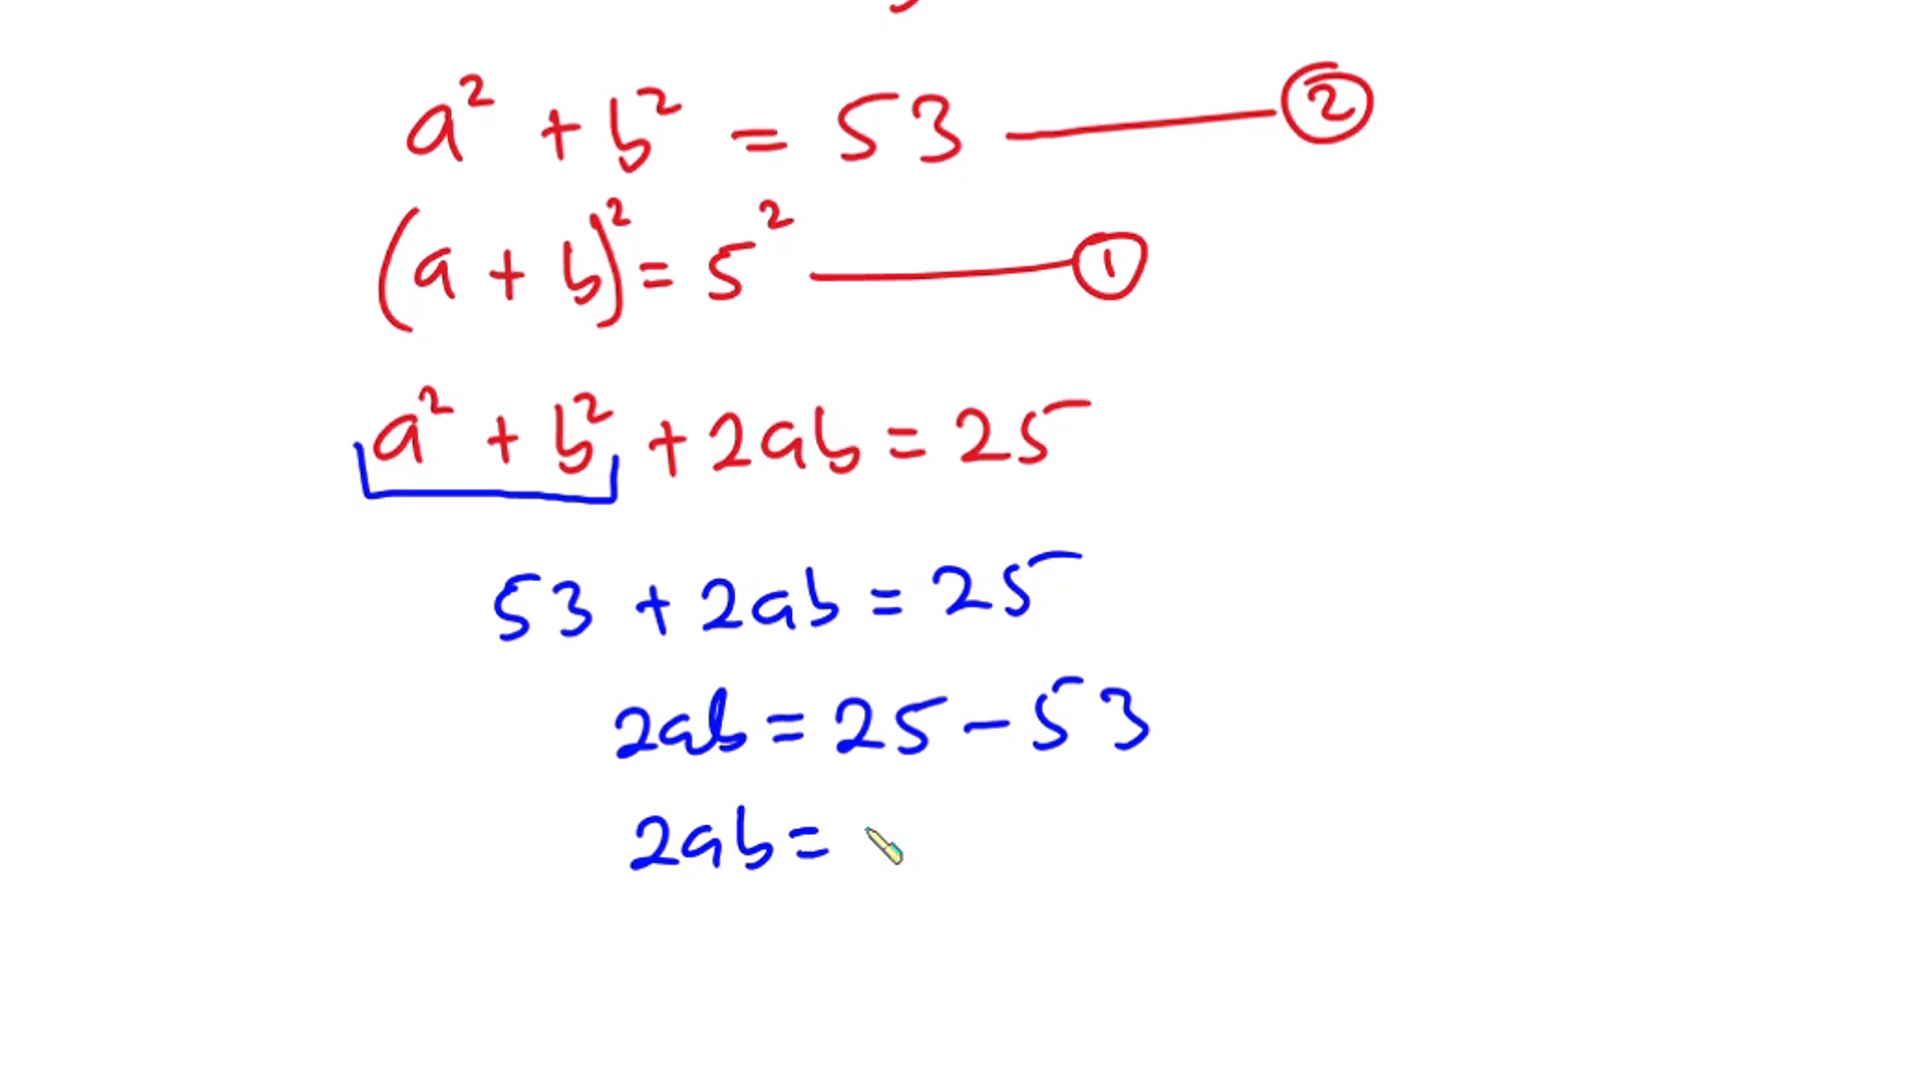 a² + b² = 53 —— ②
(a + b)² = 5² —— ①
a² + b² + 2ab = 25
53 + 2ab = 25
2ab = 25 - 53
2ab =